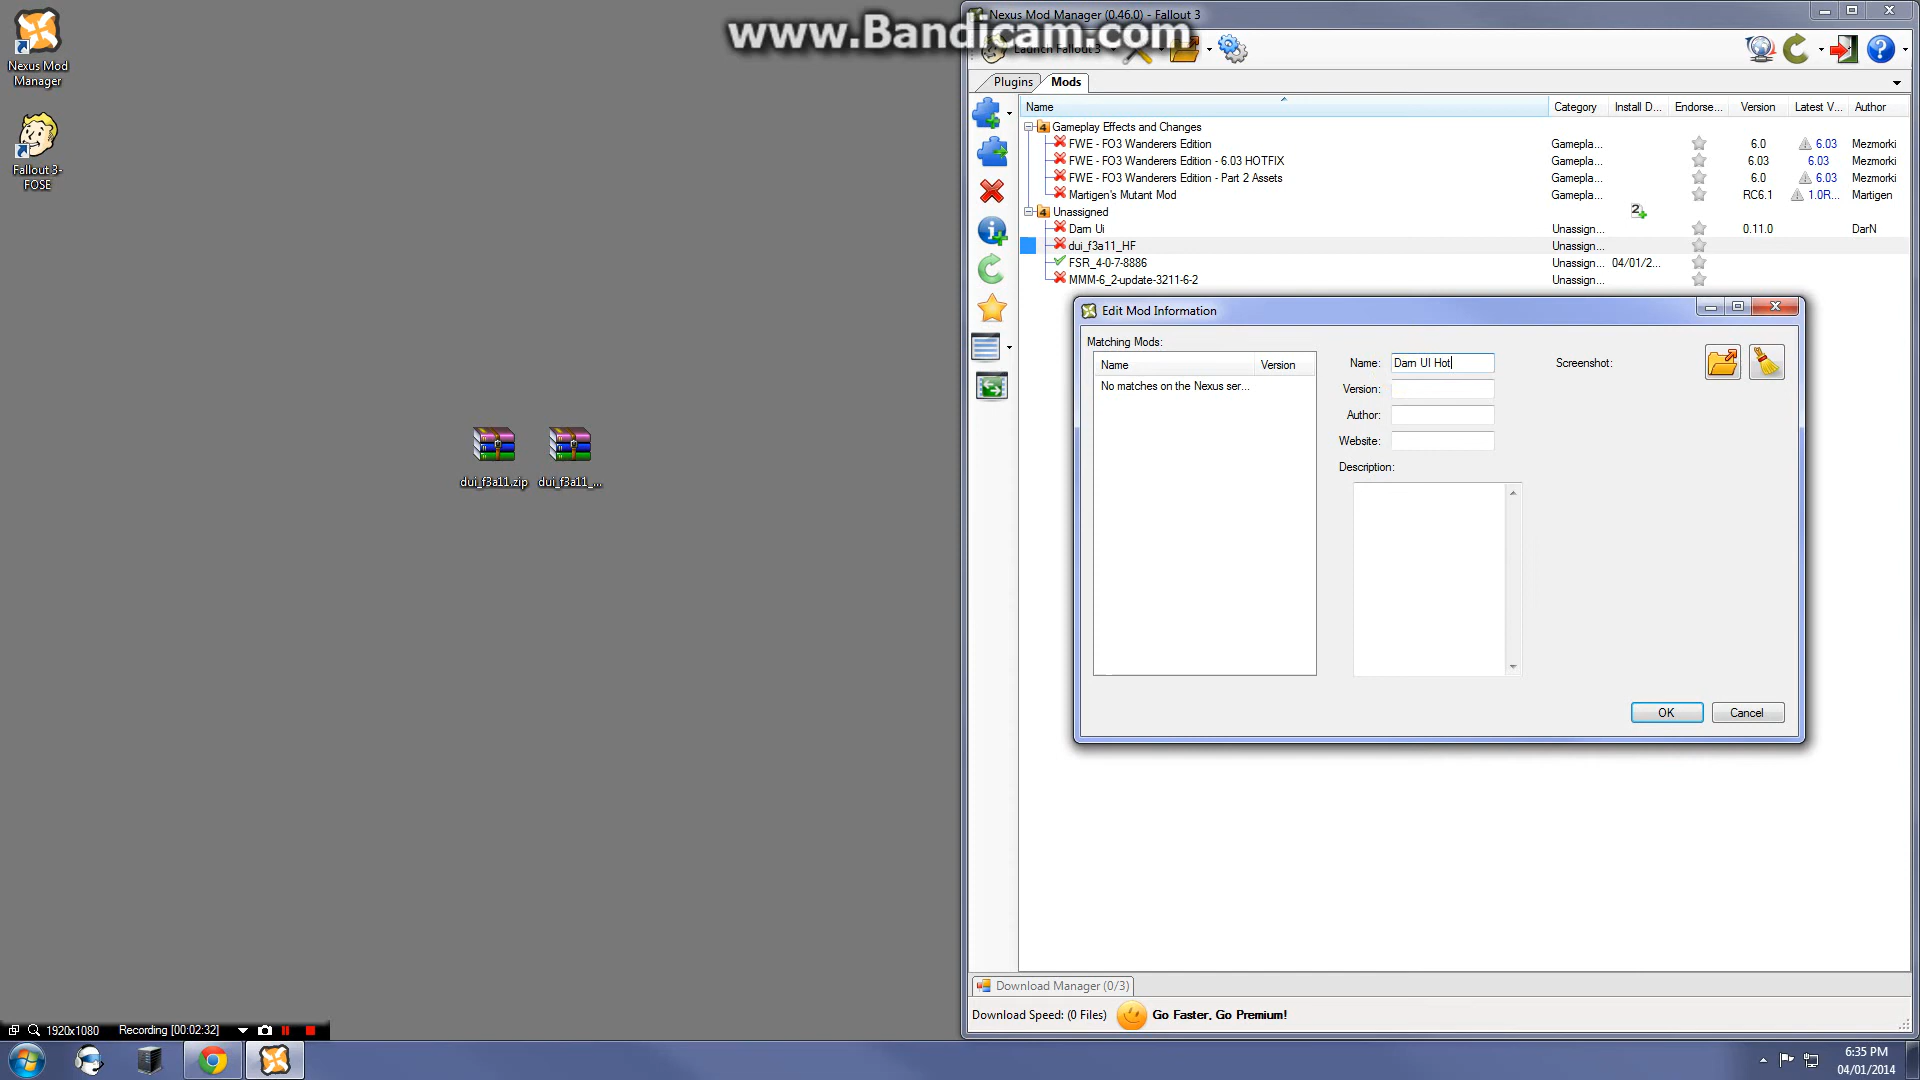 www.Bandicam.com
Nexus Mod Manager
Fallout 3-
FOSE
dui_f3a11.zip
dui_f3a11_...
Nexus Mod Manager (0.46.0) - Fallout 3
Launch Fallout 3
Plugins
Mods
Name Category Install D... Endorse... Version Latest V... Author
4 Gameplay Effects and Changes
FWE - FO3 Wanderers Edition Gamepla... 6.0 6.03 Mezmorki
FWE - FO3 Wanderers Edition - 6.03 HOTFIX Gamepla... 6.03 6.03 Mezmorki
FWE - FO3 Wanderers Edition - Part 2 Assets Gamepla... 6.0 6.03 Mezmorki
Martigen's Mutant Mod Gamepla... RC6.1 1.0R... Martigen
4 Unassigned
2
Darn Ui Unassign... 0.11.0 DarN
dui_f3a11_HF Unassign...
FSR_4-0-7-8886 Unassign... 04/01/2...
MMM-6_2-update-3211-6-2 Unassign...
Edit Mod Information
Matching Mods:
Name Version
No matches on the Nexus ser...
Name: Darn UI Hot
Version:
Author:
Website:
Description:
Screenshot:
OK
Cancel
Download Manager (0/3)
Download Speed: (0 Files) Go Faster, Go Premium!
1920x1080 Recording [00:02:32]
6:35 PM
04/01/2014